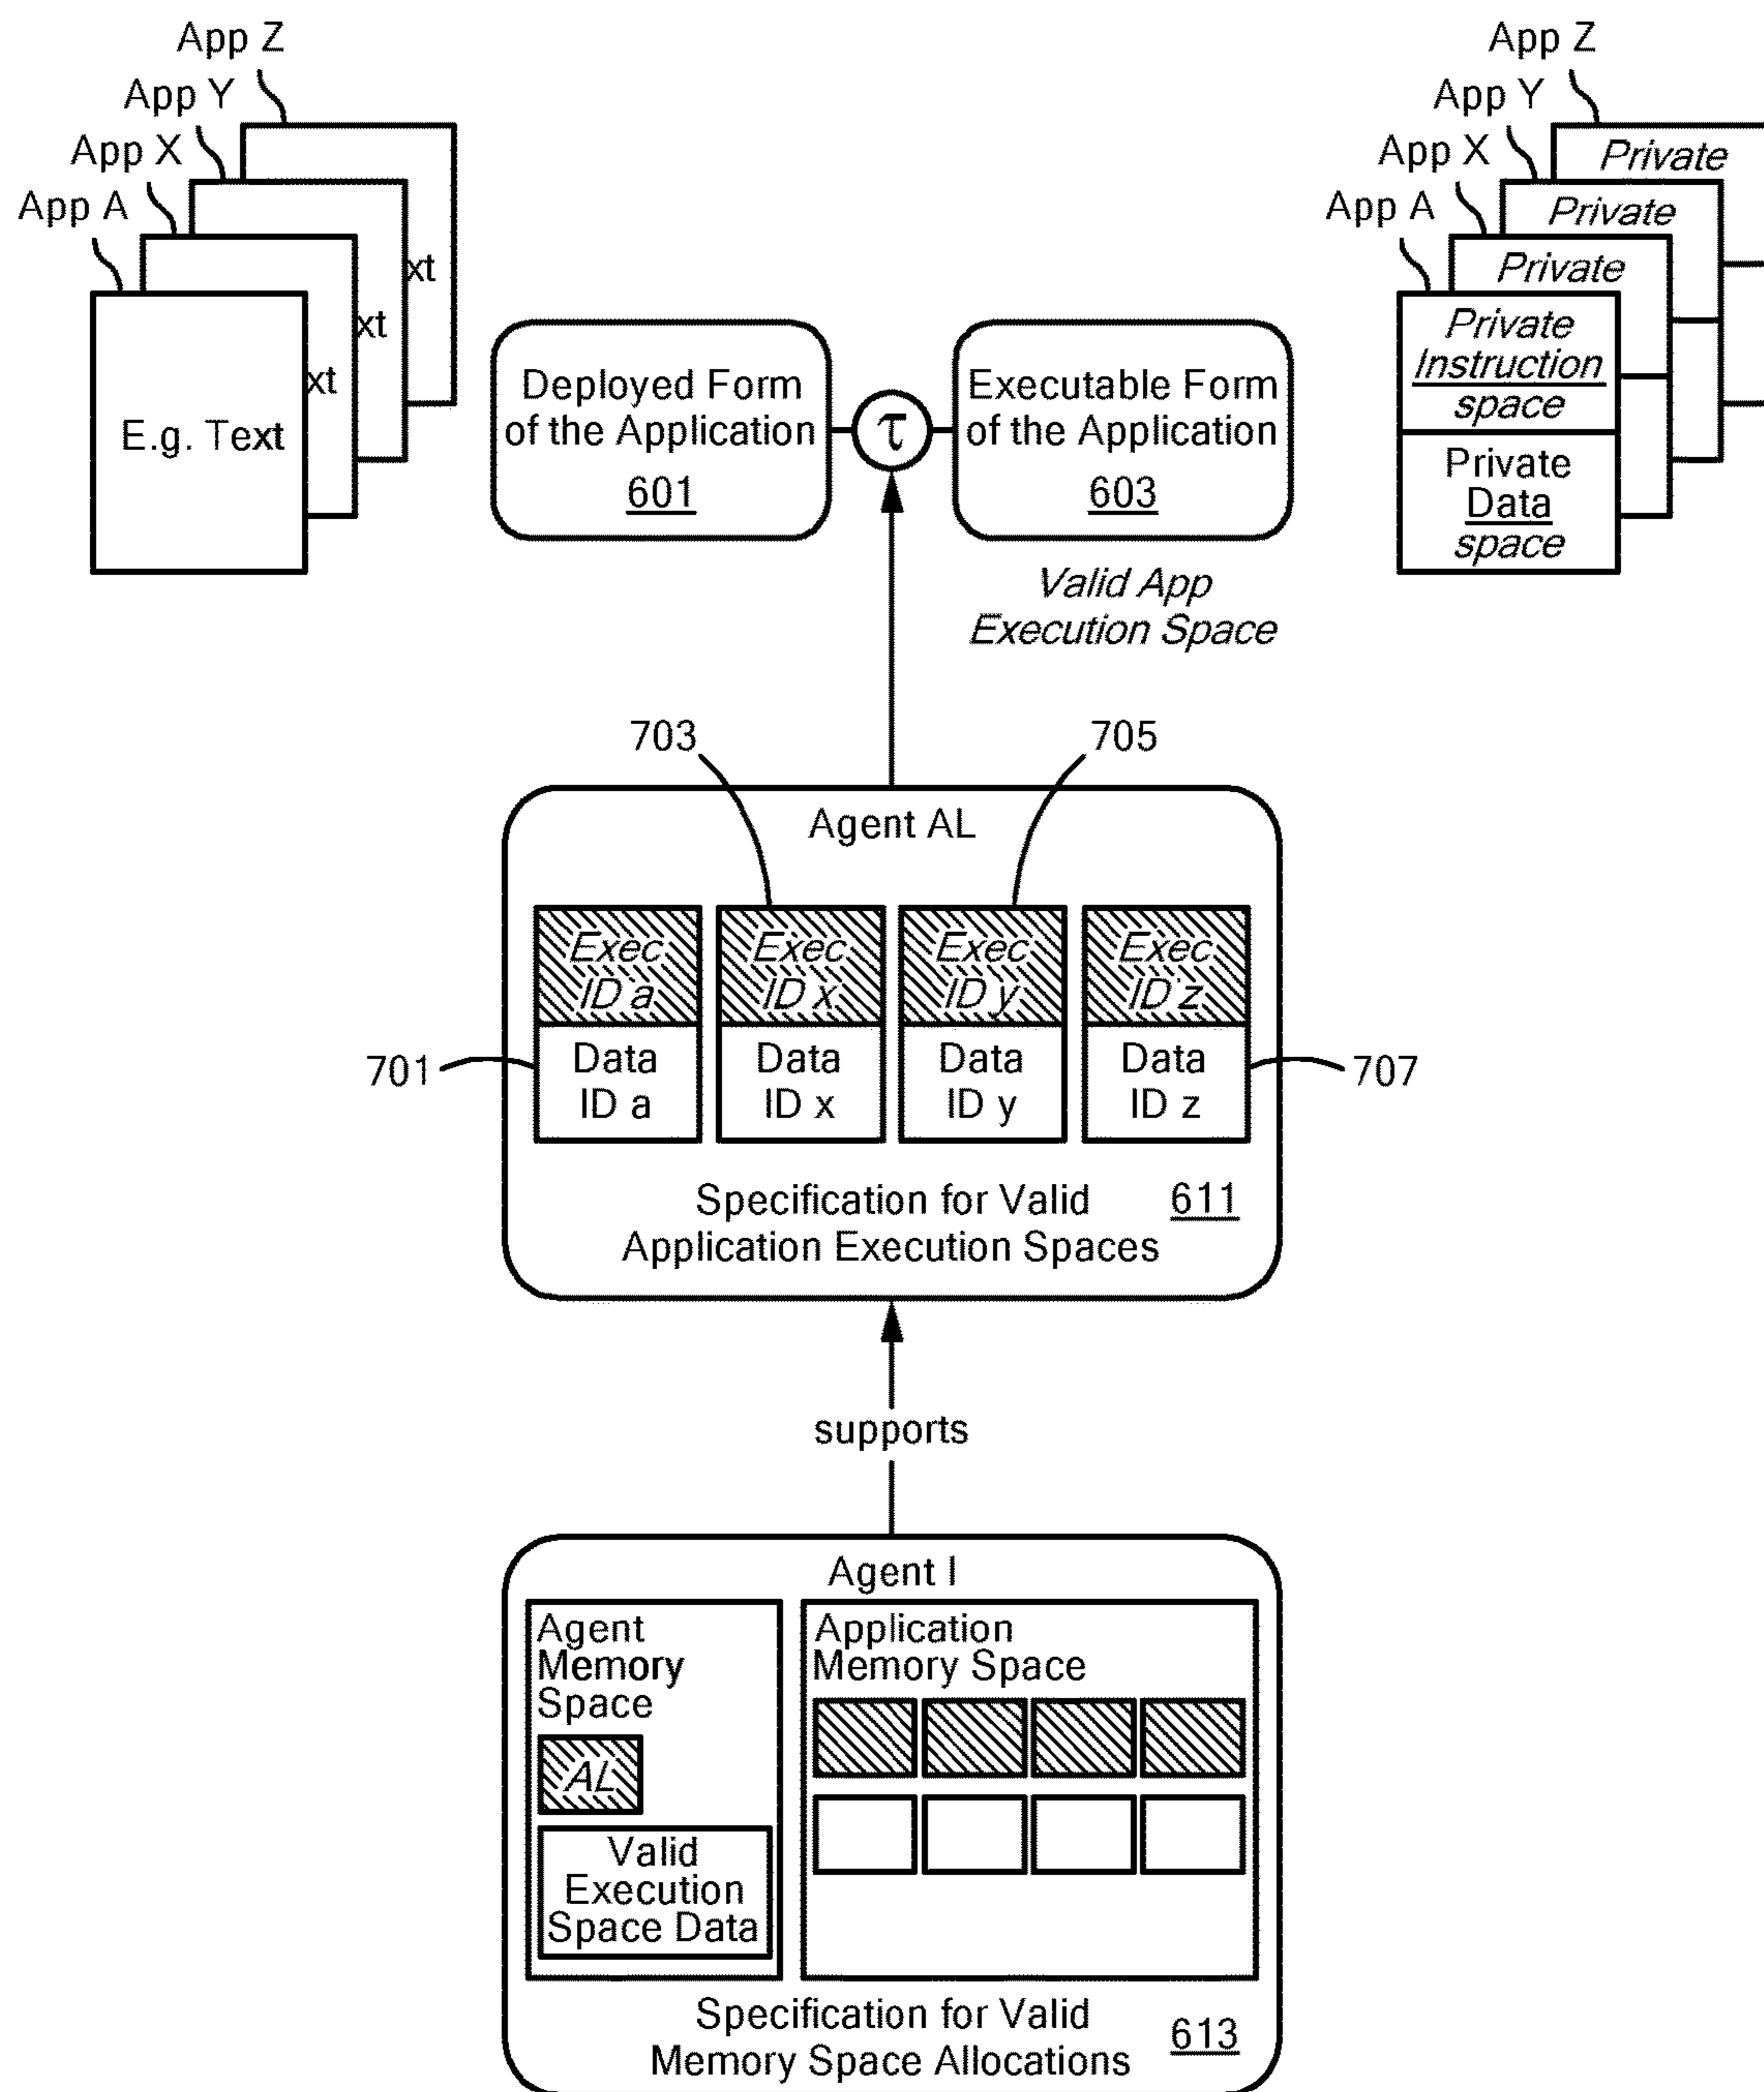 App Z
App Y
App X
App A
xt
xt
xt
E.g. Text
Deployed Form
of the Application
601
τ
Executable Form
of the Application
603
Valid App
Execution Space
App Z
App Y
App X
App A
Private
Private
Private
Private
Instruction
space
Private
Data
space
703
705
Agent AL
Exec
ID a
Exec
ID x
Exec
ID y
Exec
ID z
701
Data
ID a
Data
ID x
Data
ID y
Data
ID z
707
Specification for Valid
Application Execution Spaces
611
supports
Agent I
Agent
Memory
Space
AL
Valid
Execution
Space Data
Application
Memory Space
Specification for Valid
Memory Space Allocations
613